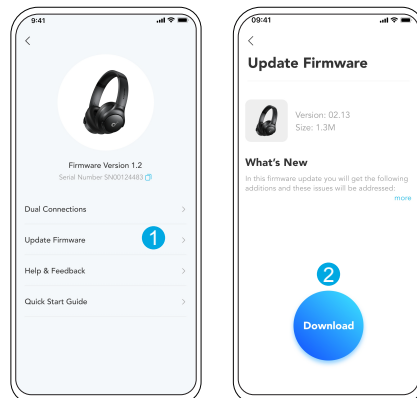 9:41
Firmware Version 1.2
Serial Number SN00124483
Dual Connections
Update Firmware
1
Help & Feedback
Quick Start Guide
09:41
Update Firmware
Version: 02.13
Size: 1.3M
What's New
In this firmware update you will get the following
additions and these issues will be addressed:
more
2
Download